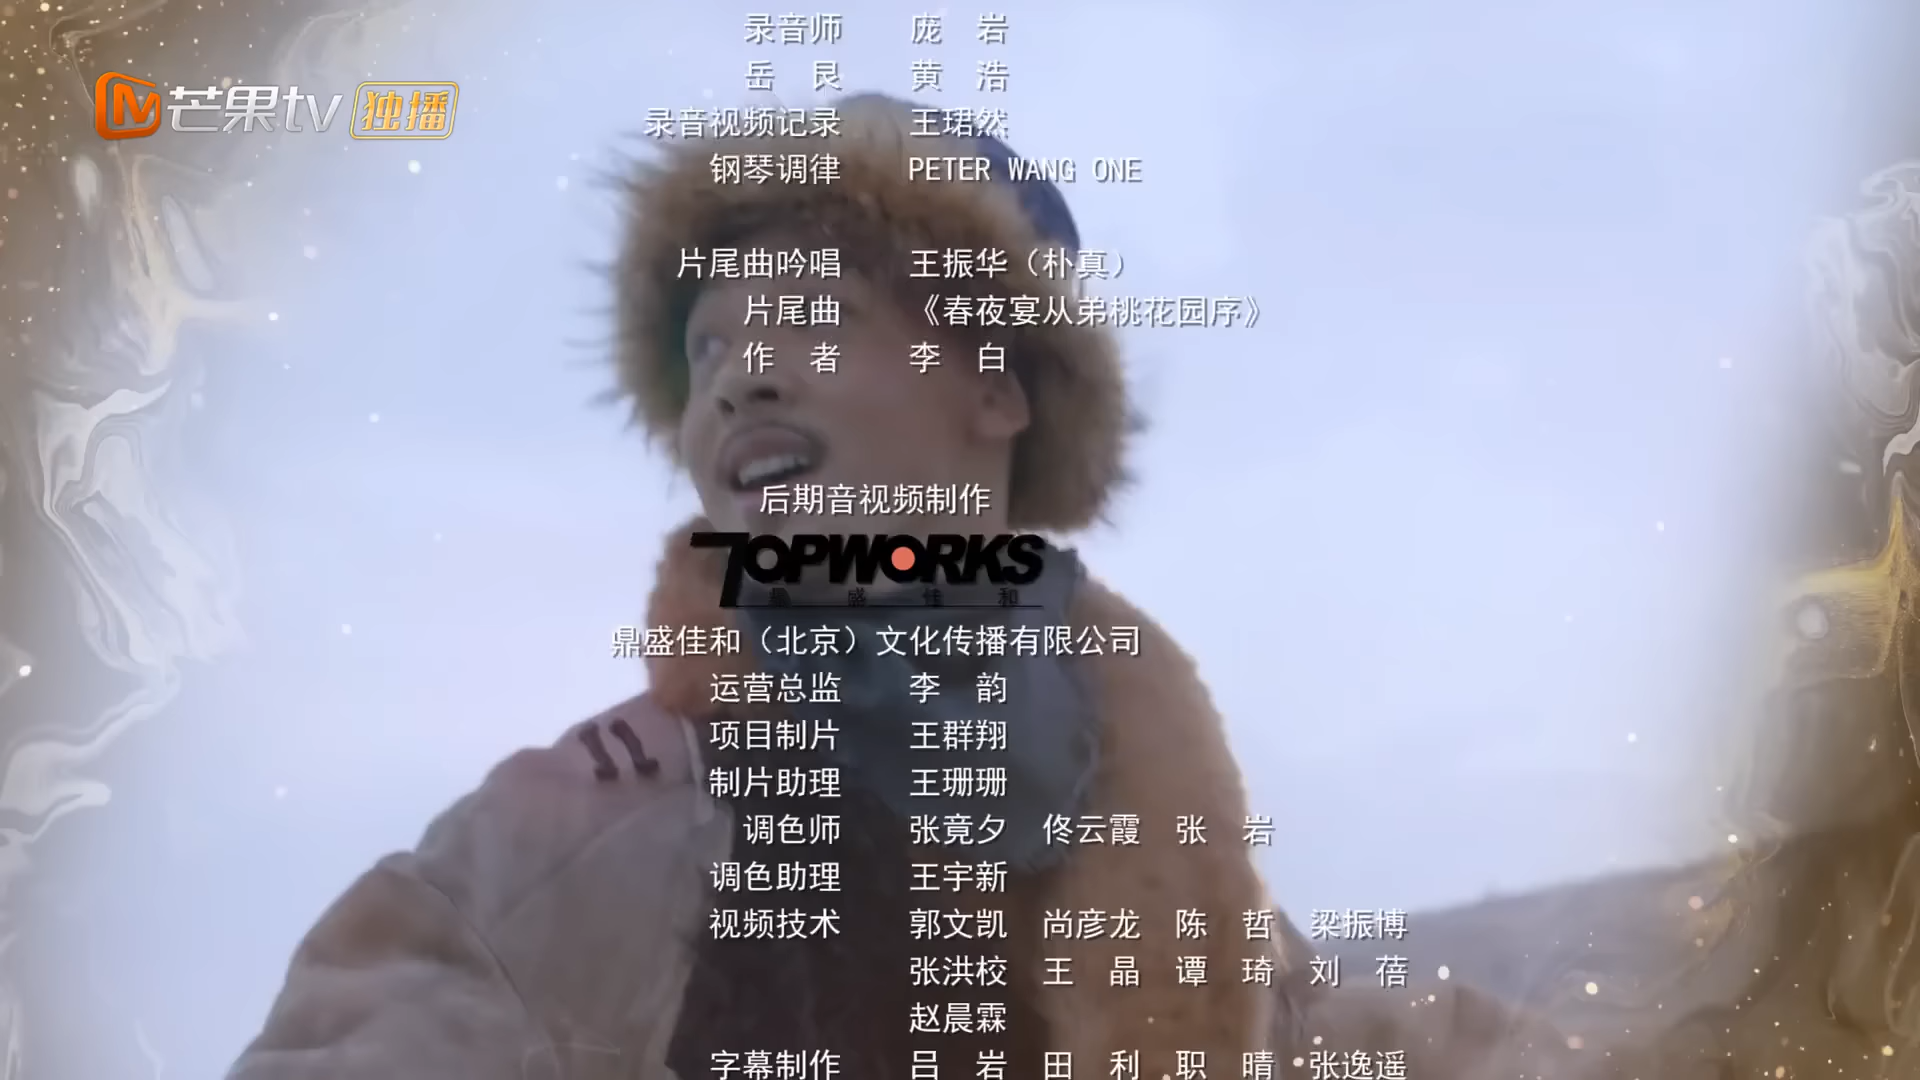 录音师 庞 岩
岳 艮 黄 浩
芒果tv 独播
录音视频记录 王珺然
钢琴调律 PETER WANG ONE
片尾曲吟唱 王振华（朴真）
片尾曲 《春夜宴从弟桃花园序》
作 者 李 白
后期音视频制作
TOPWORKS
鼎 盛 佳 和
鼎盛佳和（北京）文化传播有限公司
运营总监 李 韵
项目制片 王群翔
制片助理 王珊珊
调色师 张竟夕 佟云霞 张 岩
调色助理 王宇新
视频技术 郭文凯 尚彦龙 陈 哲 梁振博
张洪校 王 晶 谭 琦 刘 蓓
赵晨霖
字幕制作 吕 岩 田 利 职 晴 张逸遥